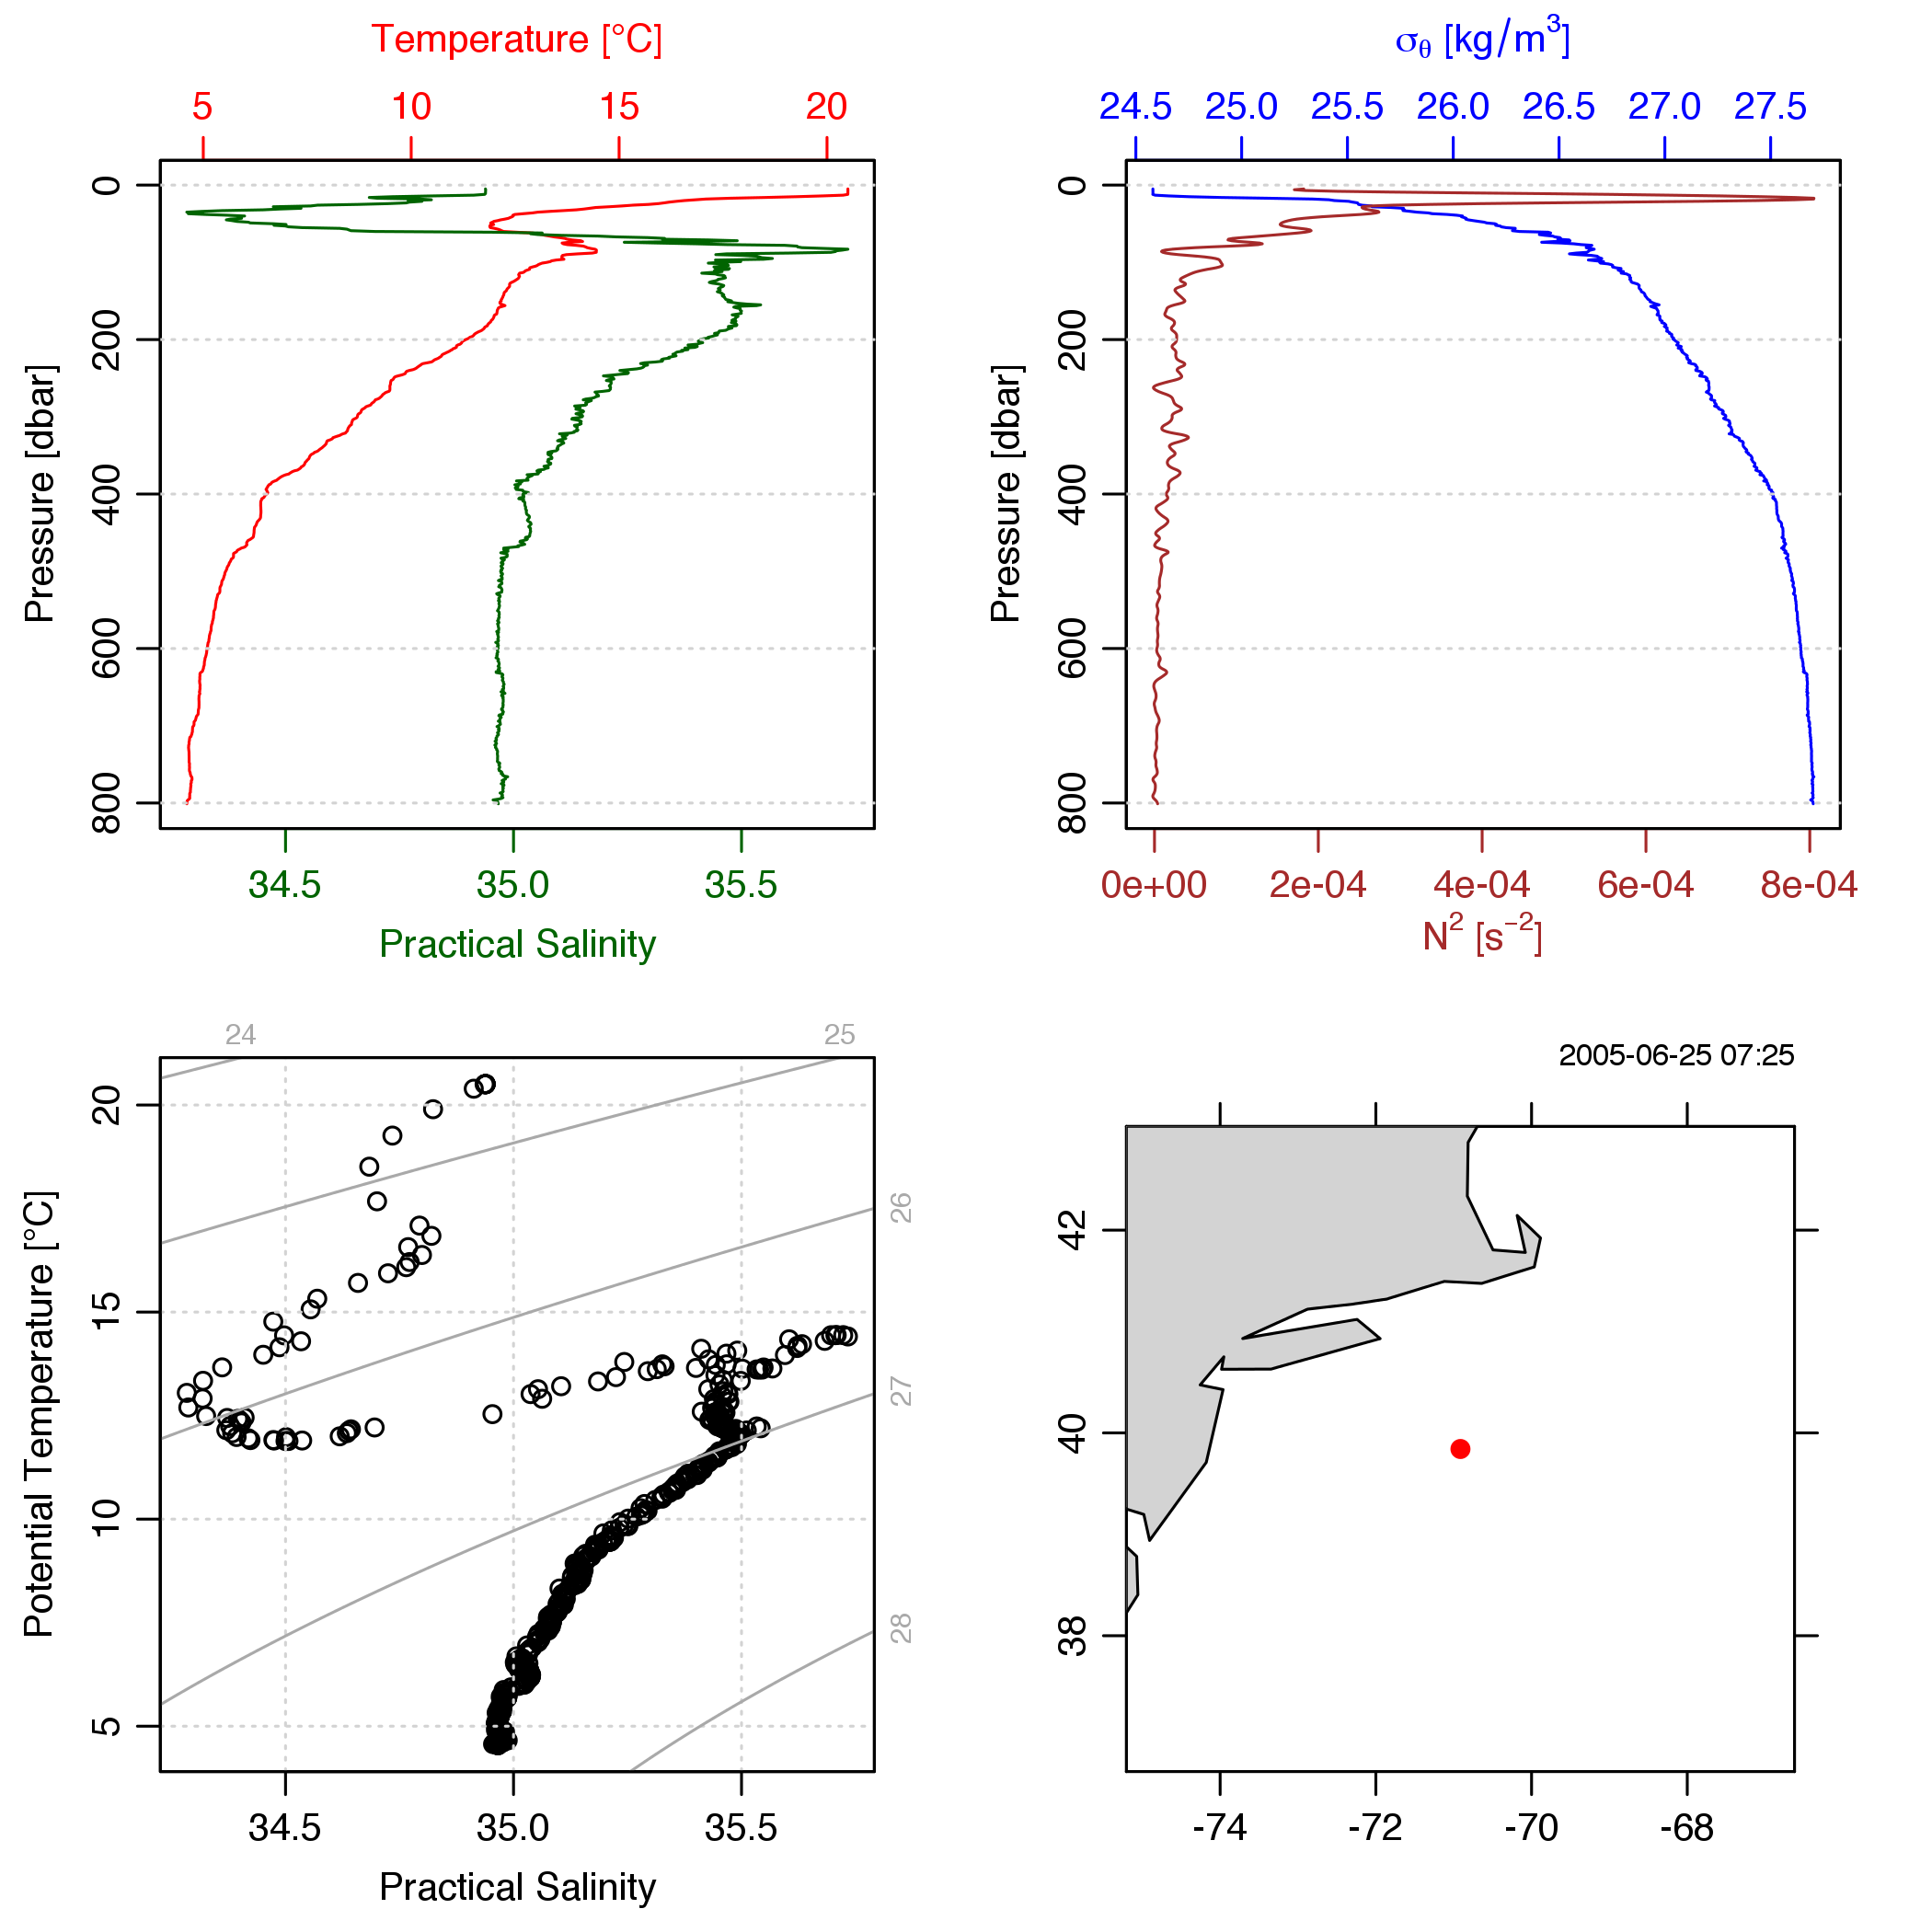 Temperature [°C]
5 10 15 20
0
200
400
600
800
Pressure [dbar]
34.5 35.0 35.5
Practical Salinity
σθ [kg/m³]
24.5 25.0 25.5 26.0 26.5 27.0 27.5
0
200
400
600
800
Pressure [dbar]
0e+00 2e-04 4e-04 6e-04 8e-04
N² [s⁻²]
24 25
26
27
28
20
15
10
5
Potential Temperature [°C]
34.5 35.0 35.5
Practical Salinity
2005-06-25 07:25
42
40
38
-74 -72 -70 -68